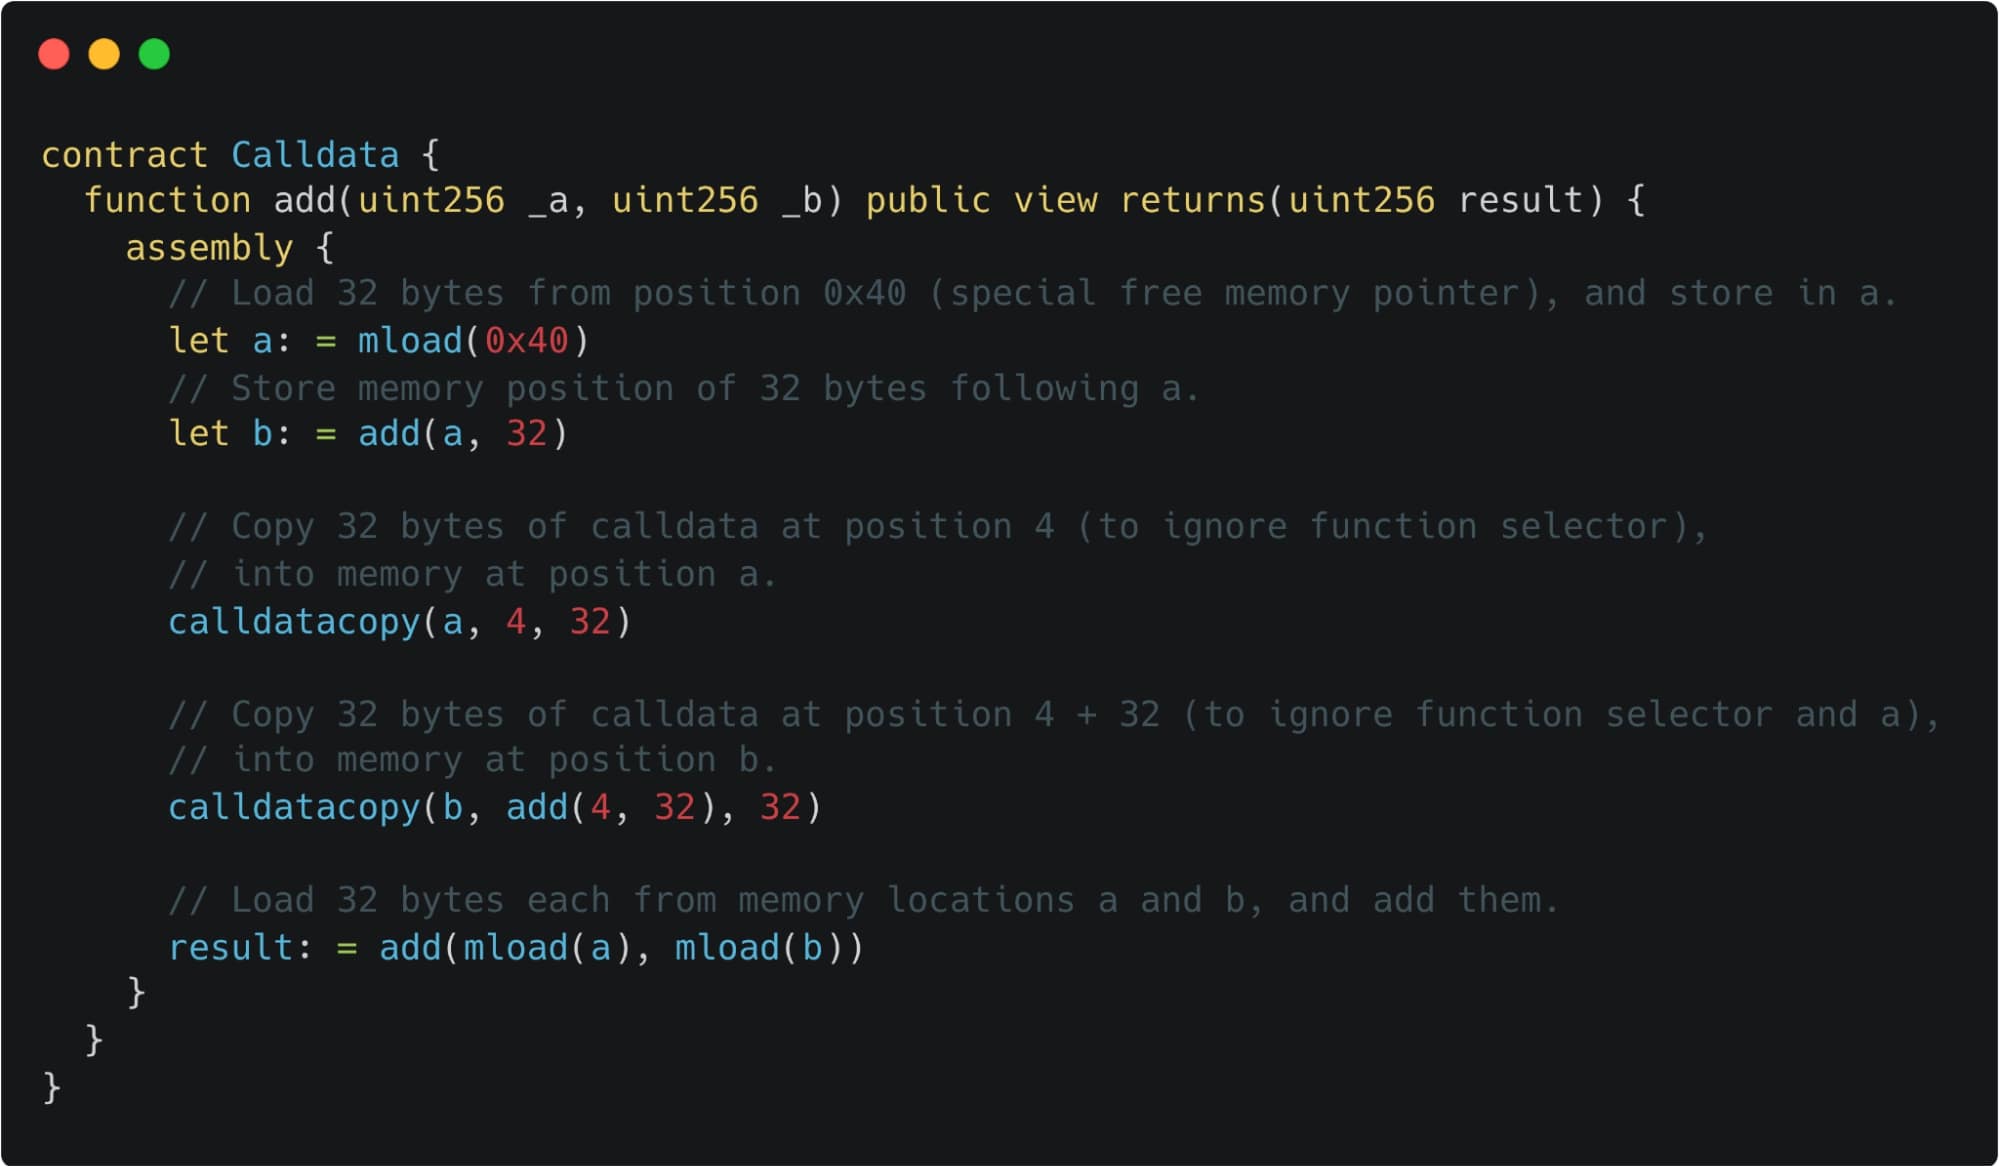 contract Calldata {
  function add(uint256 _a, uint256 _b) public view returns(uint256 result) {
    assembly {
      // Load 32 bytes from position 0x40 (special free memory pointer), and store in a.
      let a: = mload(0x40)
      // Store memory position of 32 bytes following a.
      let b: = add(a, 32)

      // Copy 32 bytes of calldata at position 4 (to ignore function selector),
      // into memory at position a.
      calldatacopy(a, 4, 32)

      // Copy 32 bytes of calldata at position 4 + 32 (to ignore function selector and a),
      // into memory at position b.
      calldatacopy(b, add(4, 32), 32)

      // Load 32 bytes each from memory locations a and b, and add them.
      result: = add(mload(a), mload(b))
    }
  }
}